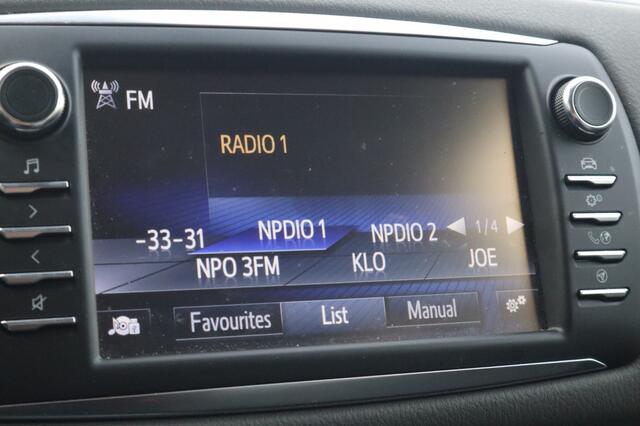 FM
RADIO 1
-33-31 NPDIO 1 NPDIO 2 1/4
NPO 3FM KLO JOE
Favourites List Manual